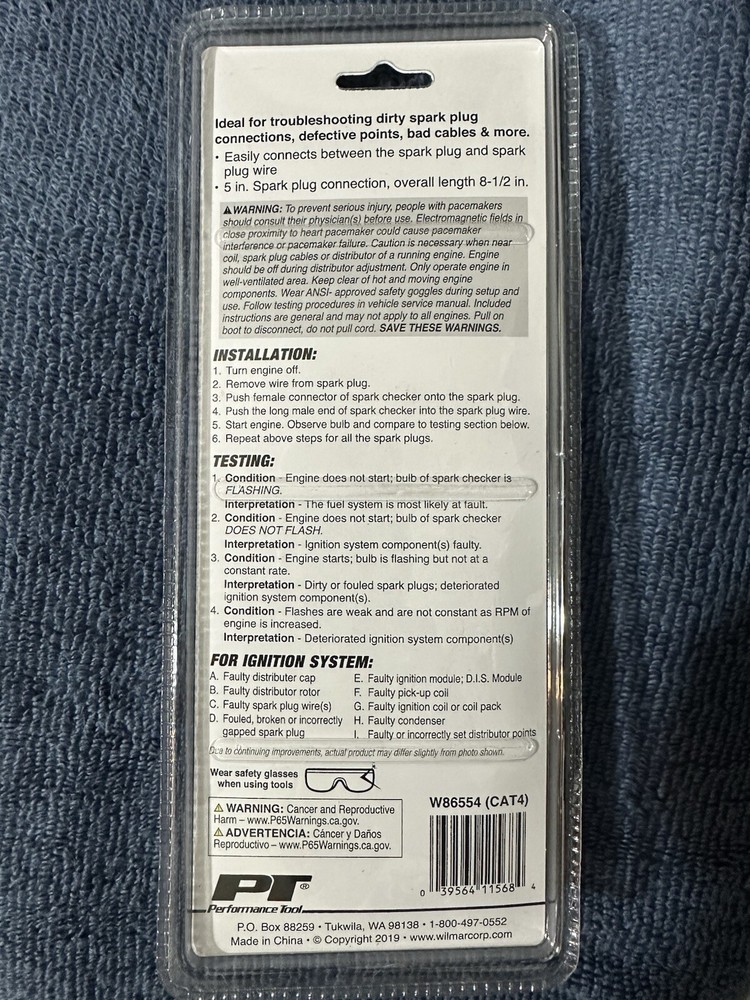 Ideal for troubleshooting dirty spark plug
connections, defective points, bad cables & more.
• Easily connects between the spark plug and spark
plug wire
• 5 in. Spark plug connection, overall length 8-1/2 in.
⚠WARNING: To prevent serious injury, people with pacemakers
should consult their physician(s) before use. Electromagnetic fields in
close proximity to heart pacemaker could cause pacemaker
interference or pacemaker failure. Caution is necessary when near
coil, spark plug cables or distributor of a running engine. Engine
should be off during distributor adjustment. Only operate engine in
well-ventilated area. Keep clear of hot and moving engine
components. Wear ANSI- approved safety goggles during setup and
use. Follow testing procedures in vehicle service manual. Included
instructions are general and may not apply to all engines. Pull on
boot to disconnect, do not pull cord. SAVE THESE WARNINGS.
INSTALLATION:
1. Turn engine off.
2. Remove wire from spark plug.
3. Push female connector of spark checker onto the spark plug.
4. Push the long male end of spark checker into the spark plug wire.
5. Start engine. Observe bulb and compare to testing section below.
6. Repeat above steps for all the spark plugs.
TESTING:
1. Condition - Engine does not start; bulb of spark checker is
FLASHING.
Interpretation - The fuel system is most likely at fault.
2. Condition - Engine does not start; bulb of spark checker
DOES NOT FLASH.
Interpretation - Ignition system component(s) faulty.
3. Condition - Engine starts; bulb is flashing but not at a
constant rate.
Interpretation - Dirty or fouled spark plugs; deteriorated
ignition system component(s).
4. Condition - Flashes are weak and are not constant as RPM of
engine is increased.
Interpretation - Deteriorated ignition system component(s)
FOR IGNITION SYSTEM:
A. Faulty distributer cap
B. Faulty distributor rotor
C. Faulty spark plug wire(s)
D. Fouled, broken or incorrectly
gapped spark plug
E. Faulty ignition module; D.I.S. Module
F. Faulty pick-up coil
G. Faulty ignition coil or coil pack
H. Faulty condenser
I. Faulty or incorrectly set distributor points
Due to continuing improvements, actual product may differ slightly from photo shown.
Wear safety glasses
when using tools
⚠ WARNING: Cancer and Reproductive
Harm – www.P65Warnings.ca.gov.
⚠ ADVERTENCIA: Cáncer y Daños
Reproductivo – www.P65Warnings.ca.gov.
W86554 (CAT4)
0 39564 11568 4
PT®
Performance Tool
P.O. Box 88259 • Tukwila, WA 98138 • 1-800-497-0552
Made in China • © Copyright 2019 • www.wilmarcorp.com